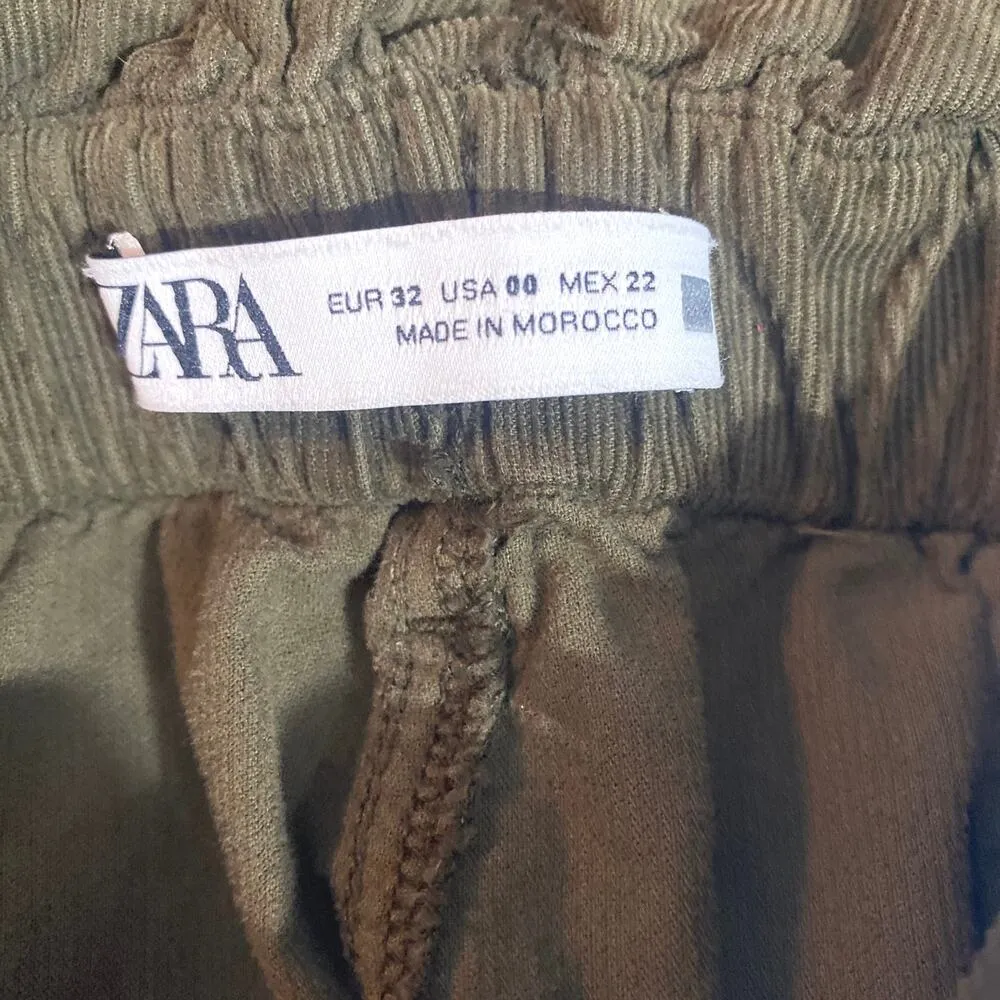 ZARA
EUR 32 USA 00 MEX 22
MADE IN MOROCCO